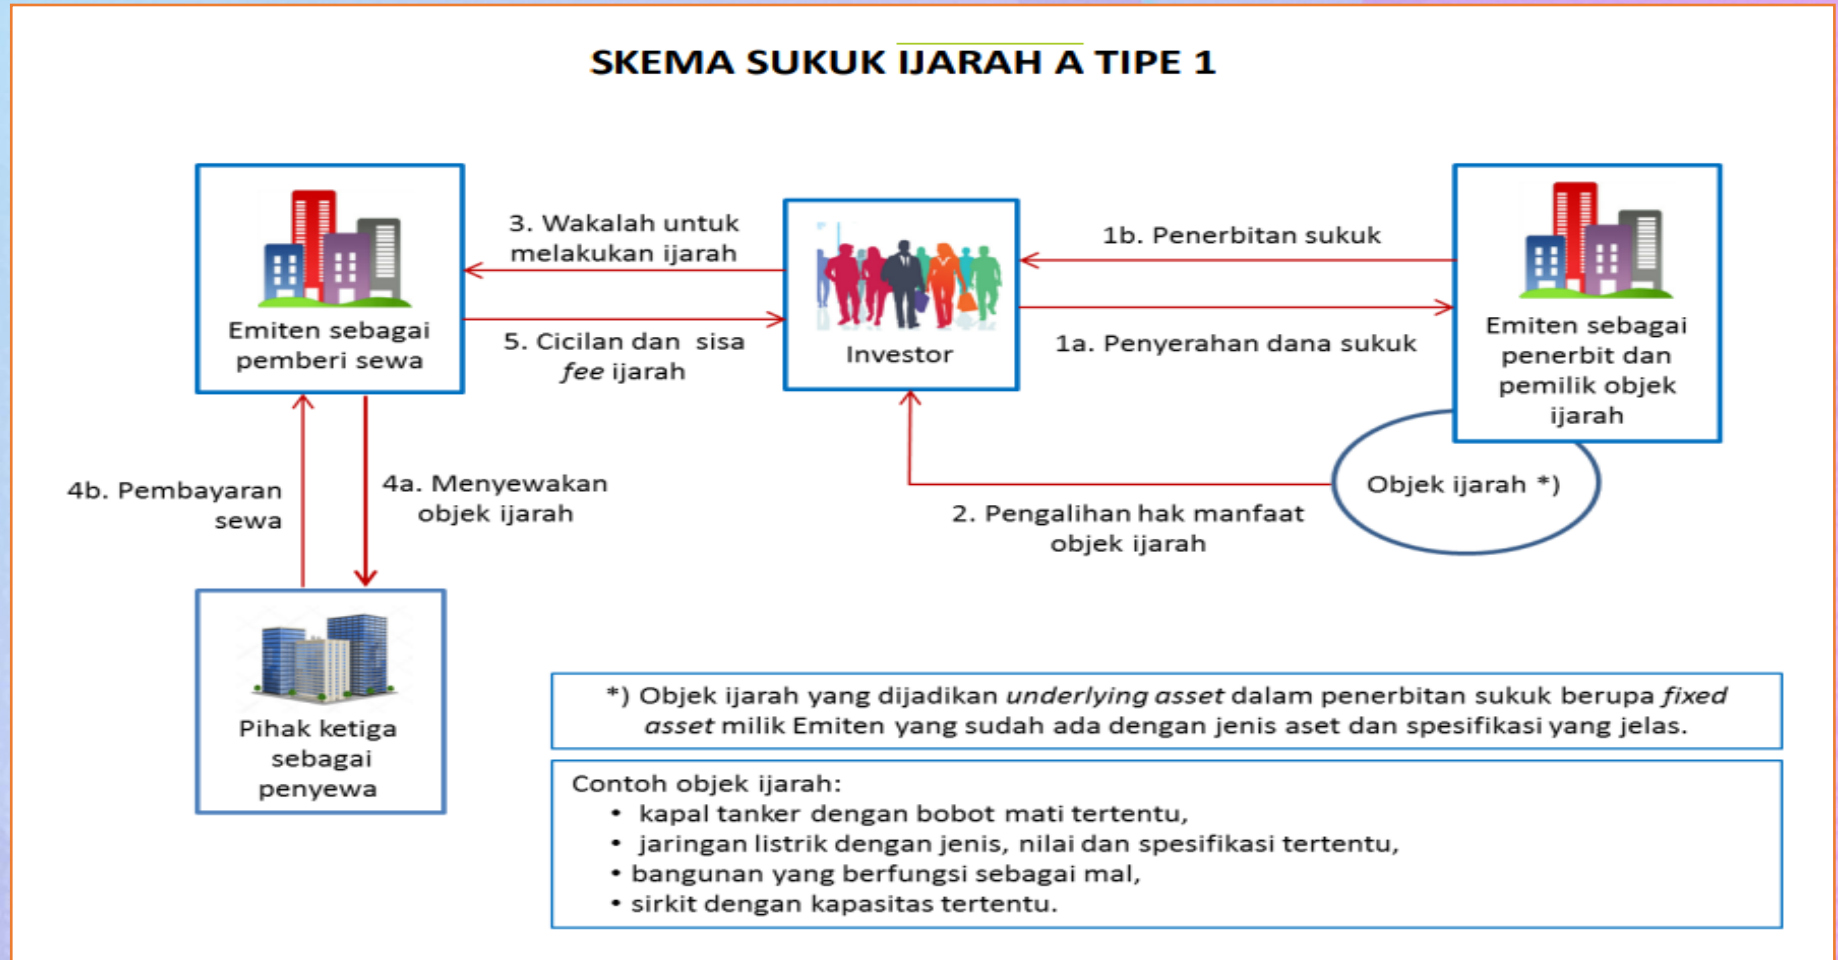 SKEMA SUKUK IJARAH A TIPE 1
Emiten sebagai
pemberi sewa
3. Wakalah untuk
melakukan ijarah
5. Cicilan dan sisa
fee ijarah
Investor
1b. Penerbitan sukuk
1a. Penyerahan dana sukuk
Emiten sebagai
penerbit dan
pemilik objek
ijarah
Objek ijarah *)
2. Pengalihan hak manfaat
objek ijarah
4b. Pembayaran
sewa
4a. Menyewakan
objek ijarah
Pihak ketiga
sebagai
penyewa
*) Objek ijarah yang dijadikan underlying asset dalam penerbitan sukuk berupa fixed
asset milik Emiten yang sudah ada dengan jenis aset dan spesifikasi yang jelas.
Contoh objek ijarah:
• kapal tanker dengan bobot mati tertentu,
• jaringan listrik dengan jenis, nilai dan spesifikasi tertentu,
• bangunan yang berfungsi sebagai mal,
• sirkit dengan kapasitas tertentu.